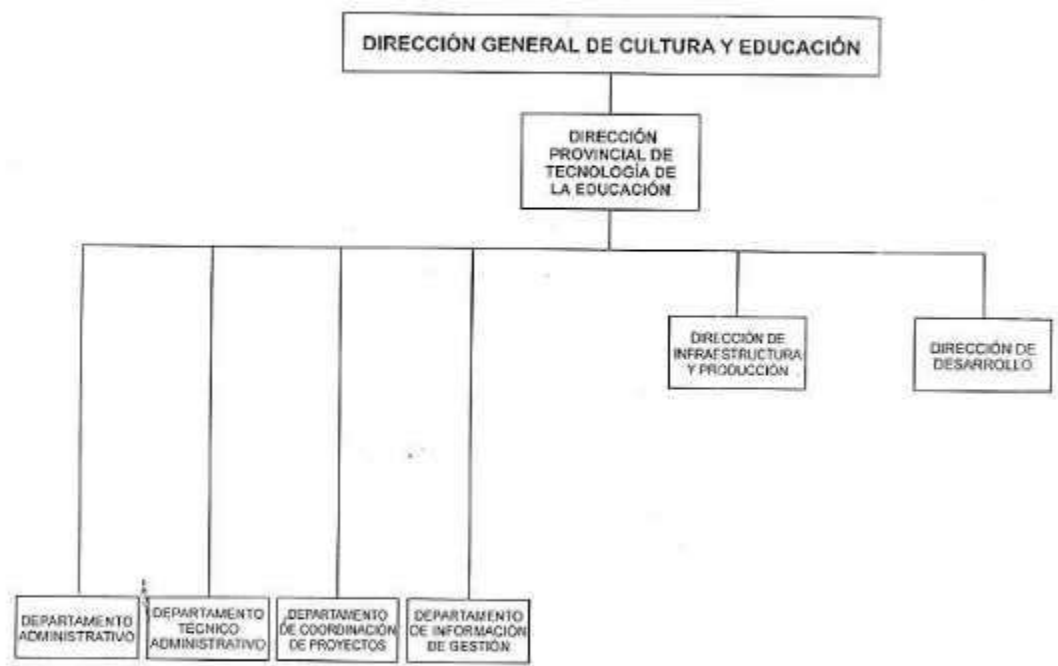 DIRECCIÓN GENERAL DE CULTURA Y EDUCACIÓN
DIRECCIÓN
PROVINCIAL DE
TECNOLOGÍA DE
LA EDUCACIÓN
DIRECCIÓN DE
INFRAESTRUCTURA
Y PRODUCCIÓN
DIRECCIÓN DE
DESARROLLO
DEPARTAMENTO
ADMINISTRATIVO
DEPARTAMENTO
TÉCNICO
ADMINISTRATIVO
DEPARTAMENTO
DE COORDINACIÓN
DE PROYECTOS
DEPARTAMENTO
DE INFORMACIÓN
DE GESTIÓN